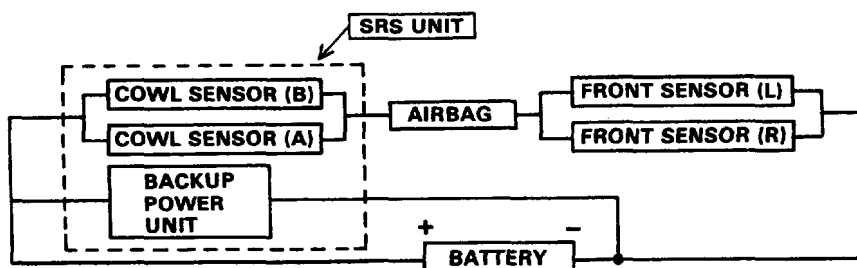 SRS UNIT
COWL SENSOR (B)
COWL SENSOR (A)
AIRBAG
FRONT SENSOR (L)
FRONT SENSOR (R)
BACKUP
POWER
UNIT
+ −
BATTERY